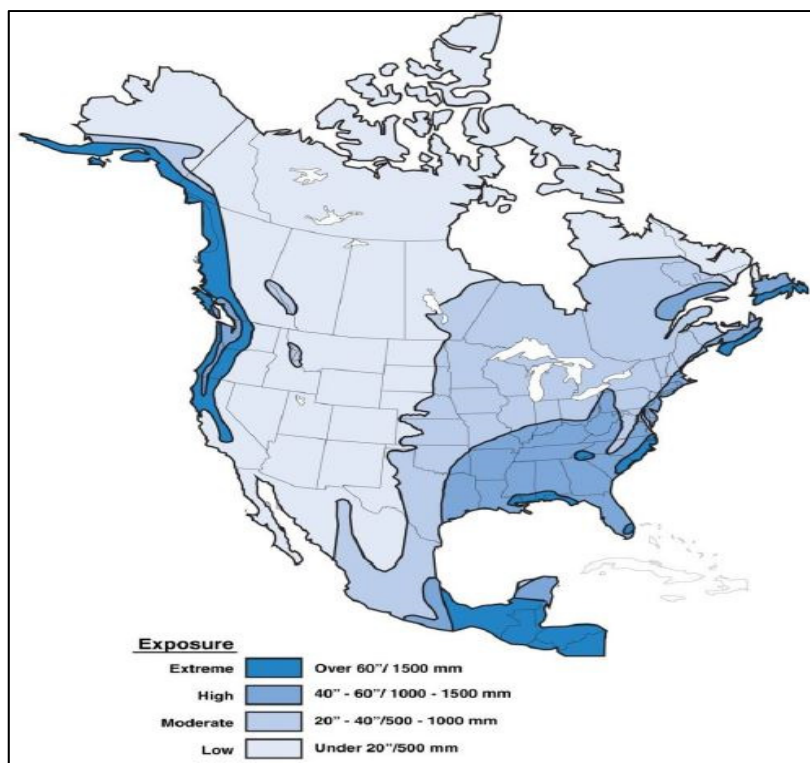 Exposure
Extreme Over 60"/ 1500 mm
High 40" - 60"/ 1000 - 1500 mm
Moderate 20" - 40"/500 - 1000 mm
Low Under 20"/500 mm